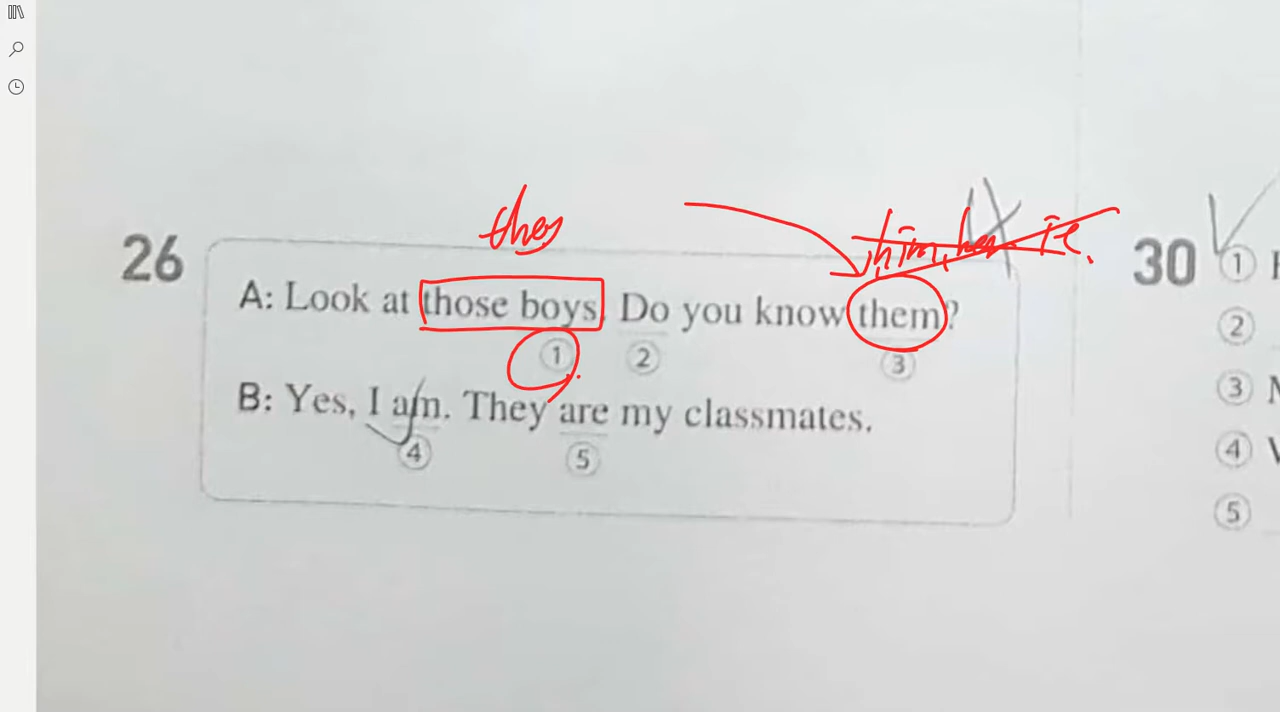 they
him, her it.
26
A: Look at those boys. Do you know them?
① ② ③
B: Yes, I am. They are my classmates.
④ ⑤
30
①
②
③
④
⑤